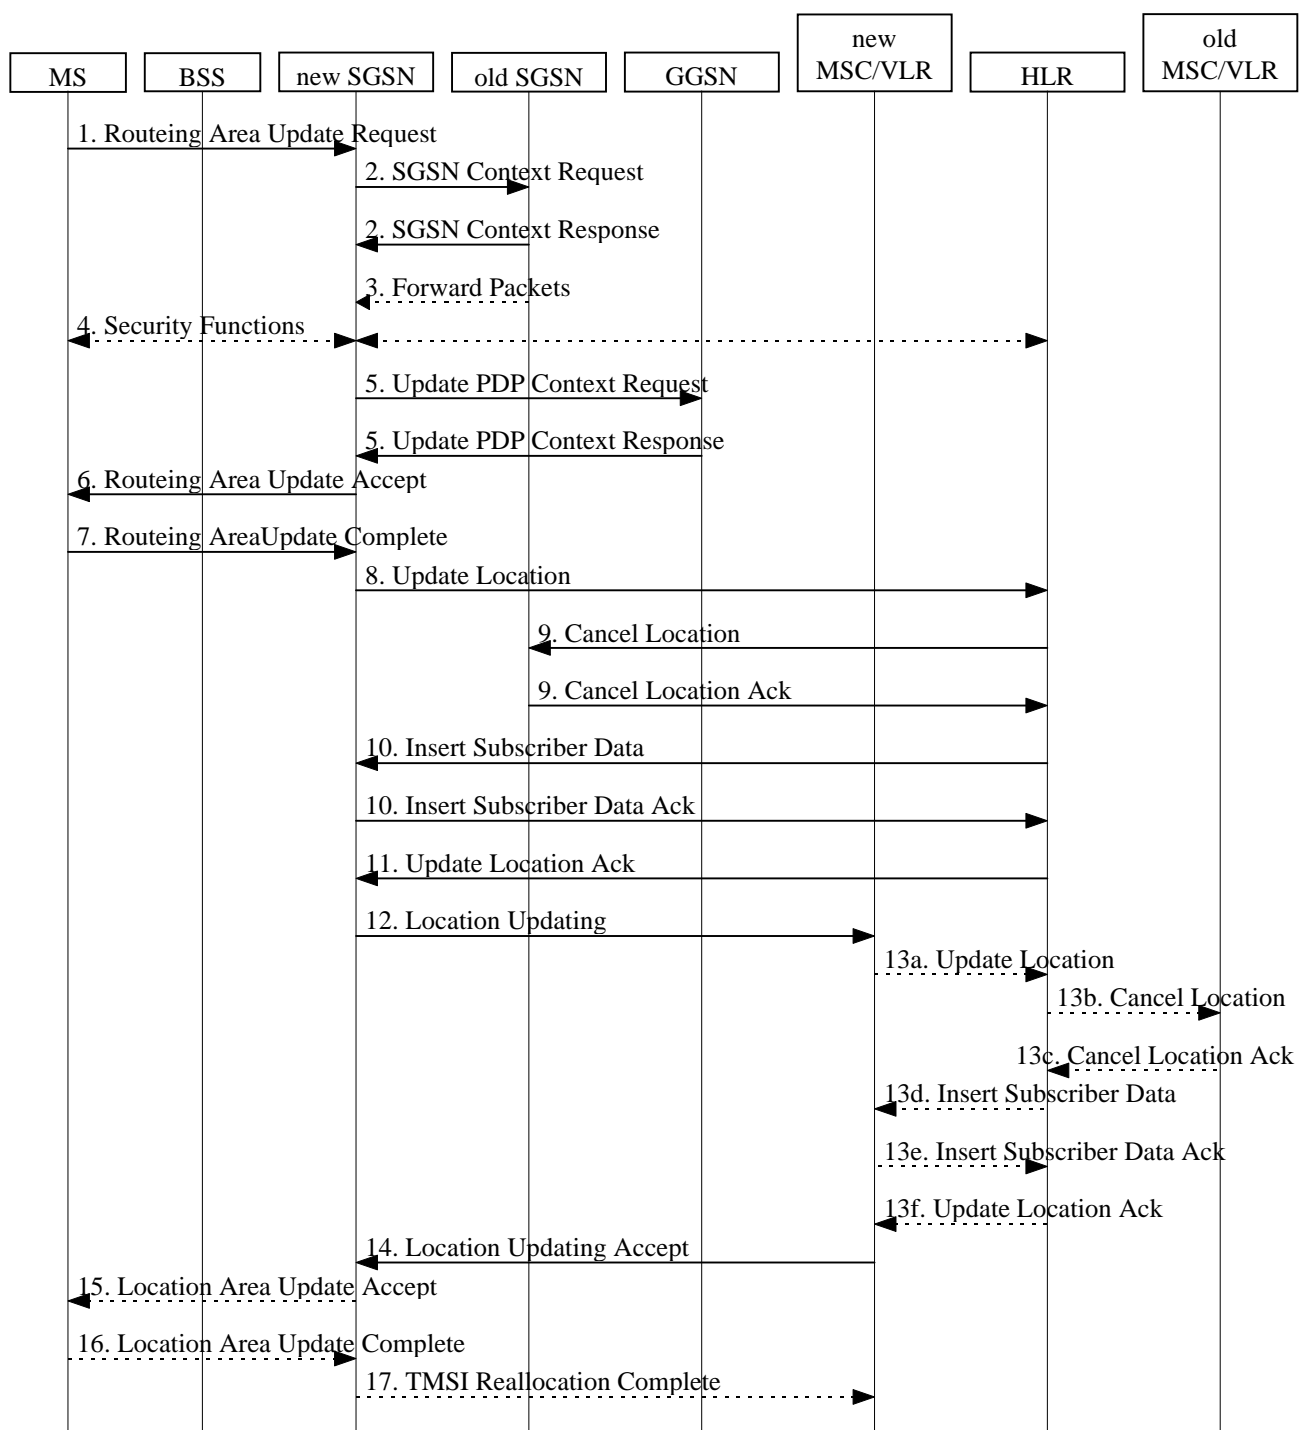 new
old
MS
BSS
new SGSN
old SGSN
GGSN
MSC/VLR
HLR
MSC/VLR
1. Routeing Area Update Request
2. SGSN Context Request
2. SGSN Context Response
3. Forward Packets
4. Security Functions
5. Update PDP Context Request
5. Update PDP Context Response
6. Routeing Area Update Accept
7. Routeing AreaUpdate Complete
8. Update Location
9. Cancel Location
9. Cancel Location Ack
10. Insert Subscriber Data
10. Insert Subscriber Data Ack
11. Update Location Ack
12. Location Updating
13a. Update Location
13b. Cancel Location
13c. Cancel Location Ack
13d. Insert Subscriber Data
13e. Insert Subscriber Data Ack
13f. Update Location Ack
14. Location Updating Accept
15. Location Area Update Accept
16. Location Area Update Complete
17. TMSI Reallocation Complete